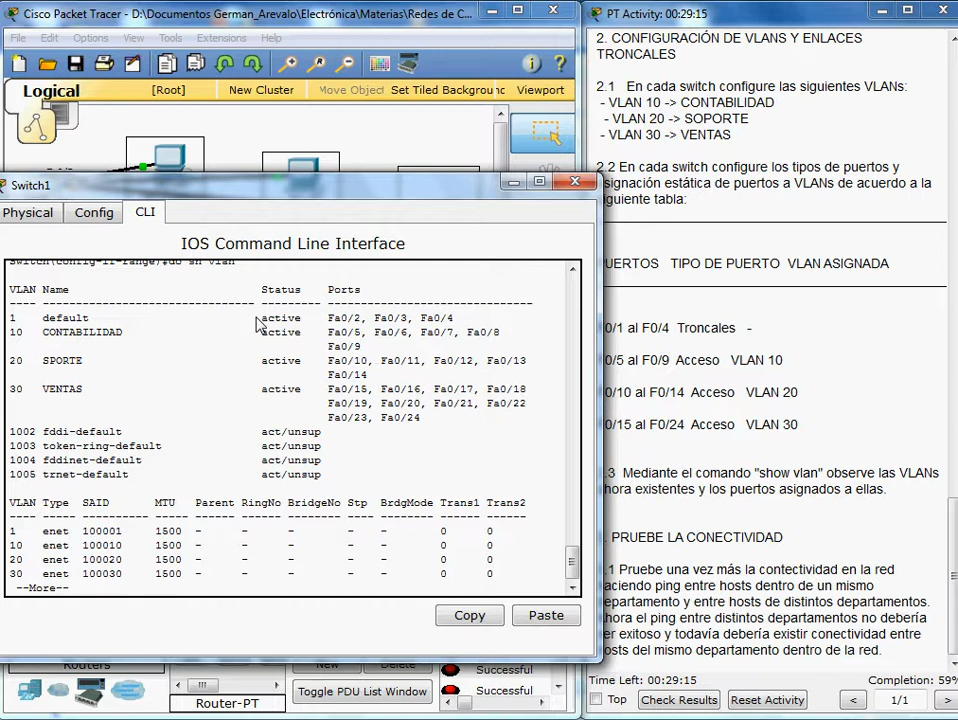 Cisco Packet Tracer - D:\Documentos German_Arevalo\Electrónica\Materias\Redes de C...
File Edit Options View Tools Extensions Help
Logical [Root] New Cluster Move Object Set Tiled Backgroun Viewport
Switch1
Physical Config CLI
IOS Command Line Interface
Switch(config-if-range)#do sh vlan
VLAN Name Status Ports
1 default active Fa0/2, Fa0/3, Fa0/4
10 CONTABILIDAD active Fa0/5, Fa0/6, Fa0/7, Fa0/8
Fa0/9
20 SPORTE active Fa0/10, Fa0/11, Fa0/12, Fa0/13
Fa0/14
30 VENTAS active Fa0/15, Fa0/16, Fa0/17, Fa0/18
Fa0/19, Fa0/20, Fa0/21, Fa0/22
Fa0/23, Fa0/24
1002 fddi-default act/unsup
1003 token-ring-default act/unsup
1004 fddinet-default act/unsup
1005 trnet-default act/unsup
VLAN Type SAID MTU Parent RingNo BridgeNo Stp BrdgMode Trans1 Trans2
1 enet 100001 1500 - - - - - 0 0
10 enet 100010 1500 - - - - - 0 0
20 enet 100020 1500 - - - - - 0 0
30 enet 100030 1500 - - - - - 0 0
--More--
Copy Paste
Routers
New Delete
Successful
Successful
Router-PT
Toggle PDU List Window
PT Activity: 00:29:15
2. CONFIGURACIÓN DE VLANS Y ENLACES
TRONCALES
2.1 En cada switch configure las siguientes VLANs:
- VLAN 10 -> CONTABILIDAD
- VLAN 20 -> SOPORTE
- VLAN 30 -> VENTAS
2.2 En cada switch configure los tipos de puertos y
signación estática de puertos a VLANs de acuerdo a la
iguiente tabla:
UERTOS TIPO DE PUERTO VLAN ASIGNADA
0/1 al F0/4 Troncales -
0/5 al F0/9 Acceso VLAN 10
0/10 al F0/14 Acceso VLAN 20
0/15 al F0/24 Acceso VLAN 30
.3 Mediante el comando "show vlan" observe las VLANs
hora existentes y los puertos asignados a ellas.
. PRUEBE LA CONECTIVIDAD
.1 Pruebe una vez más la contectividad en la red
aciendo ping entre hosts dentro de un mismo
epartamento y entre hosts de distintos departamentos.
hora el ping entre distintos departamentos no debería
er exitoso y todavía debería existir conectividad entre
osts del mismo departamento dentro de la red.
Time Left: 00:29:15 Completion: 59%
Top Check Results Reset Activity < 1/1 >